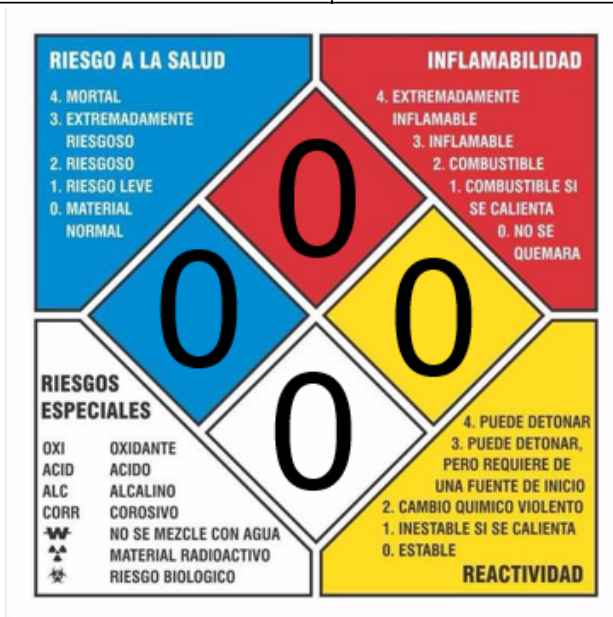 RIESGO A LA SALUD
4. MORTAL
3. EXTREMADAMENTE
RIESGOSO
2. RIESGOSO
1. RIESGO LEVE
0. MATERIAL
NORMAL
INFLAMABILIDAD
4. EXTREMADAMENTE
INFLAMABLE
3. INFLAMABLE
2. COMBUSTIBLE
1. COMBUSTIBLE SI
SE CALIENTA
0. NO SE
QUEMARA
0
0
0
0
RIESGOS
ESPECIALES
OXI OXIDANTE
ACID ACIDO
ALC ALCALINO
CORR COROSIVO
W NO SE MEZCLE CON AGUA
MATERIAL RADIOACTIVO
RIESGO BIOLOGICO
4. PUEDE DETONAR
3. PUEDE DETONAR,
PERO REQUIERE DE
UNA FUENTE DE INICIO
2. CAMBIO QUIMICO VIOLENTO
1. INESTABLE SI SE CALIENTA
0. ESTABLE
REACTIVIDAD